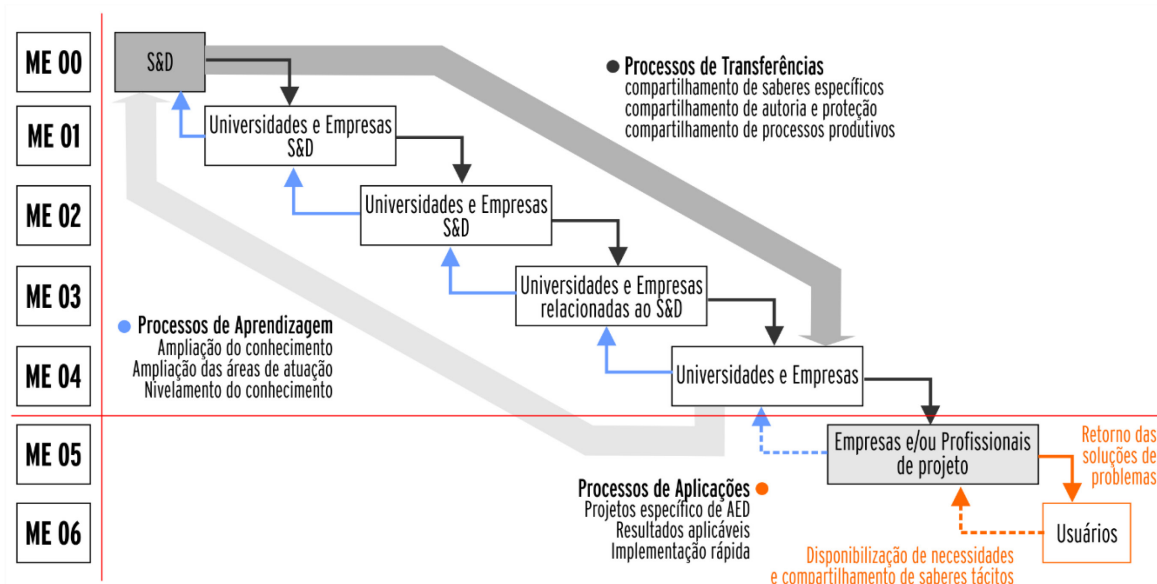 ME 00
S&D
● Processos de Transferências
compartilhamento de saberes específicos
compartilhamento de autoria e proteção
compartilhamento de processos produtivos
ME 01
Universidades e Empresas
S&D
ME 02
Universidades e Empresas
S&D
ME 03
Universidades e Empresas
relacionadas ao S&D
● Processos de Aprendizagem
Ampliação do conhecimento
Ampliação das áreas de atuação
Nivelamento do conhecimento
ME 04
Universidades e Empresas
ME 05
Empresas e/ou Profissionais
de projeto
Retorno das
soluções de
problemas
Processos de Aplicações ●
Projetos específico de AED
Resultados aplicáveis
Implementação rápida
ME 06
Usuários
Disponibilização de necessidades
e compartilhamento de saberes tácitos